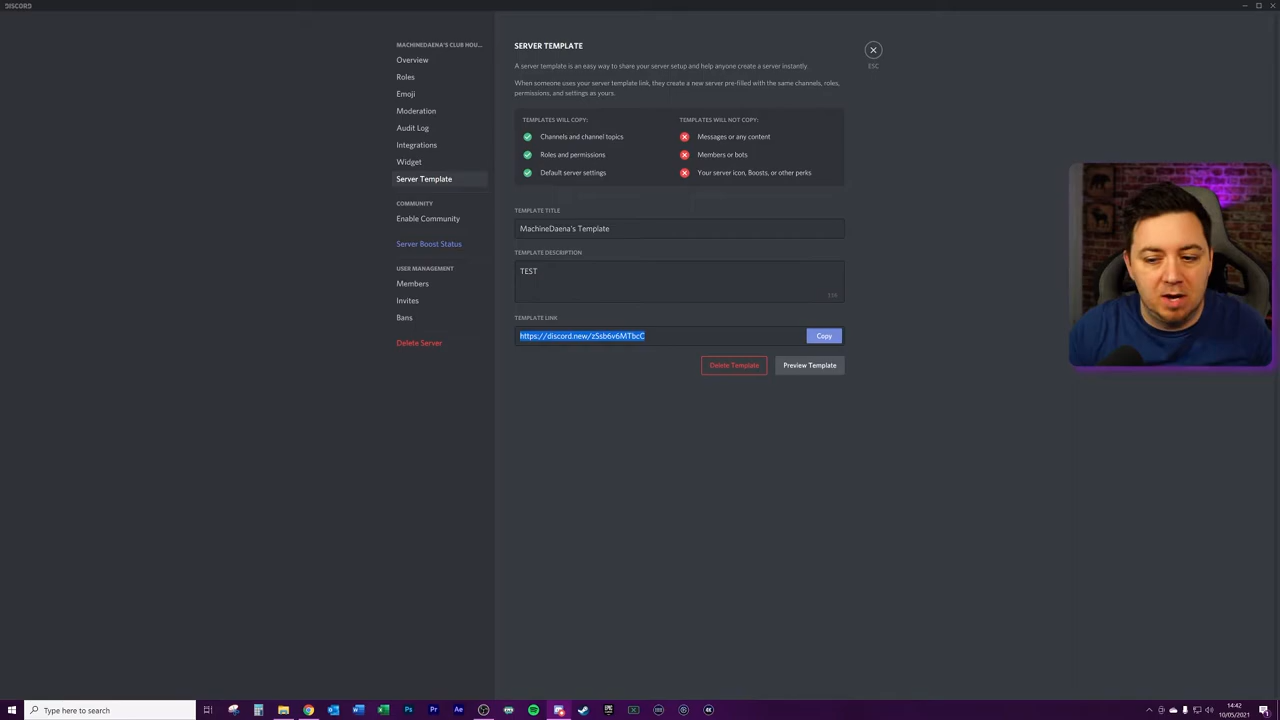 DISCORD
MACHINEDAENA'S CLUB HOU...
Overview
Roles
Emoji
Moderation
Audit Log
Integrations
Widget
Server Template
COMMUNITY
Enable Community
Server Boost Status
USER MANAGEMENT
Members
Invites
Bans
Delete Server
SERVER TEMPLATE
ESC
A server template is an easy way to share your server setup and help anyone create a server instantly.
When someone uses your server template link, they create a new server pre-filled with the same channels, roles,
permissions, and settings as yours.
TEMPLATES WILL COPY:
Channels and channel topics
Roles and permissions
Default server settings
TEMPLATES WILL NOT COPY:
Messages or any content
Members or bots
Your server icon, Boosts, or other perks
TEMPLATE TITLE
MachineDaena's Template
TEMPLATE DESCRIPTION
TEST
TEMPLATE LINK
https://discord.new/zSsb6v6MTbcC
Copy
Delete Template
Preview Template
Type here to search
14:42
10/05/2021